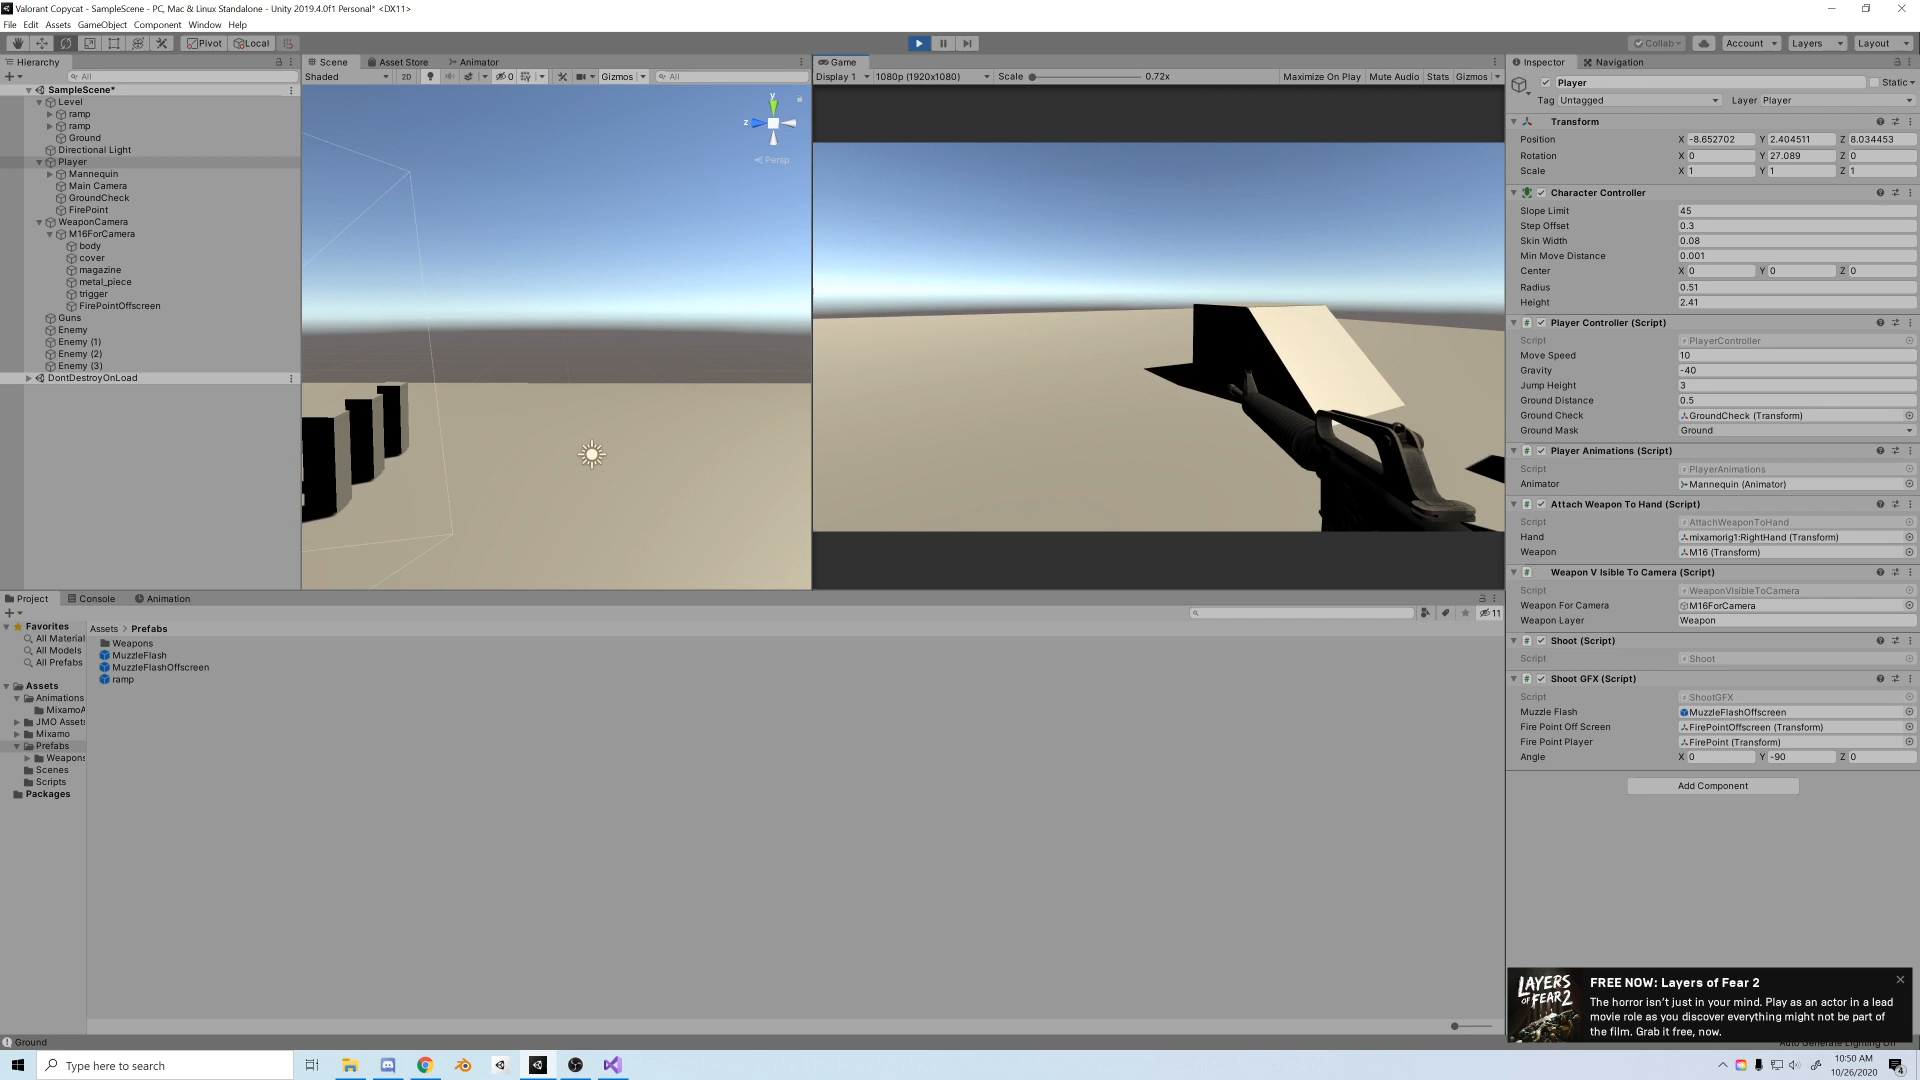 Valorant Copycat - SampleScene - PC, Mac & Linux Standalone - Unity 2019.4.0f1 Personal* <DX11>
File Edit Assets GameObject Component Window Help
Pivot Local Collab Account Layers Layout
Hierarchy
All
SampleScene*
Level
ramp
ramp
Ground
Directional Light
Player
Mannequin
Main Camera
GroundCheck
FirePoint
WeaponCamera
M16ForCamera
body
cover
magazine
metal_piece
trigger
FirePointOffscreen
Guns
Enemy
Enemy (1)
Enemy (2)
Enemy (3)
DontDestroyOnLoad
Scene Asset Store Animator
Shaded 2D 0 Gizmos All
y
z
Persp
Game
Display 1 1080p (1920x1080) Scale 0.72x Maximize On Play Mute Audio Stats Gizmos
Inspector Navigation
Player Static
Tag Untagged Layer Player
Transform
Position X -8.652702 Y 2.404511 Z 8.034453
Rotation X 0 Y 27.089 Z 0
Scale X 1 Y 1 Z 1
Character Controller
Slope Limit 45
Step Offset 0.3
Skin Width 0.08
Min Move Distance 0.001
Center X 0 Y 0 Z 0
Radius 0.51
Height 2.41
Player Controller (Script)
Script PlayerController
Move Speed 10
Gravity -40
Jump Height 3
Ground Distance 0.5
Ground Check GroundCheck (Transform)
Ground Mask Ground
Player Animations (Script)
Script PlayerAnimations
Animator Mannequin (Animator)
Attach Weapon To Hand (Script)
Script AttachWeaponToHand
Hand mixamorig1:RightHand (Transform)
Weapon M16 (Transform)
Weapon V Isible To Camera (Script)
Script WeaponVIsibleToCamera
Weapon For Camera M16ForCamera
Weapon Layer Weapon
Shoot (Script)
Script Shoot
Shoot GFX (Script)
Script ShootGFX
Muzzle Flash MuzzleFlashOffscreen
Fire Point Off Screen FirePointOffscreen (Transform)
Fire Point Player FirePoint (Transform)
Angle X 0 Y -90 Z 0
Add Component
Project Console Animation
11
Favorites
All Material
All Models
All Prefabs
Assets
Animations
MixamoA
JMO Assets
Mixamo
Prefabs
Weapons
Scenes
Scripts
Packages
Assets > Prefabs
Weapons
MuzzleFlash
MuzzleFlashOffscreen
ramp
LAYERS OF FEAR 2
FREE NOW: Layers of Fear 2
The horror isn't just in your mind. Play as an actor in a lead
movie role as you discover everything might not be part of
the film. Grab it free, now.
Ground
Auto Generate Lighting Off
Type here to search
10:50 AM
10/26/2020
4